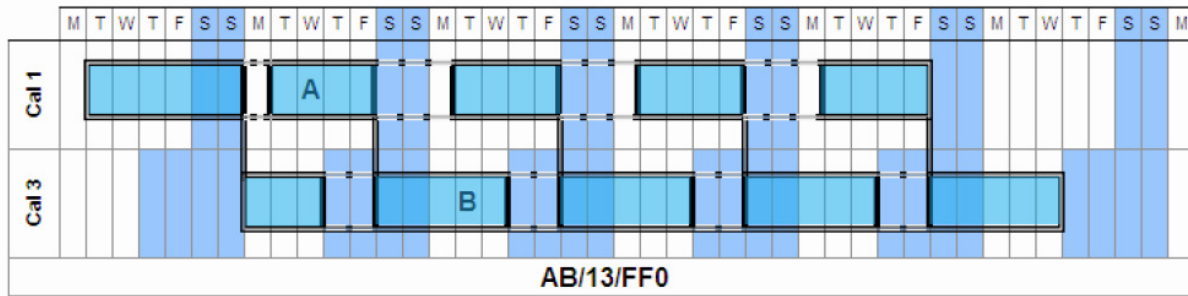 M T W T F S S M T W T F S S M T W T F S S M T W T F S S M T W T F S S M T W T F S S M
Cal 1
A
Cal 3
B
AB/13/FF0